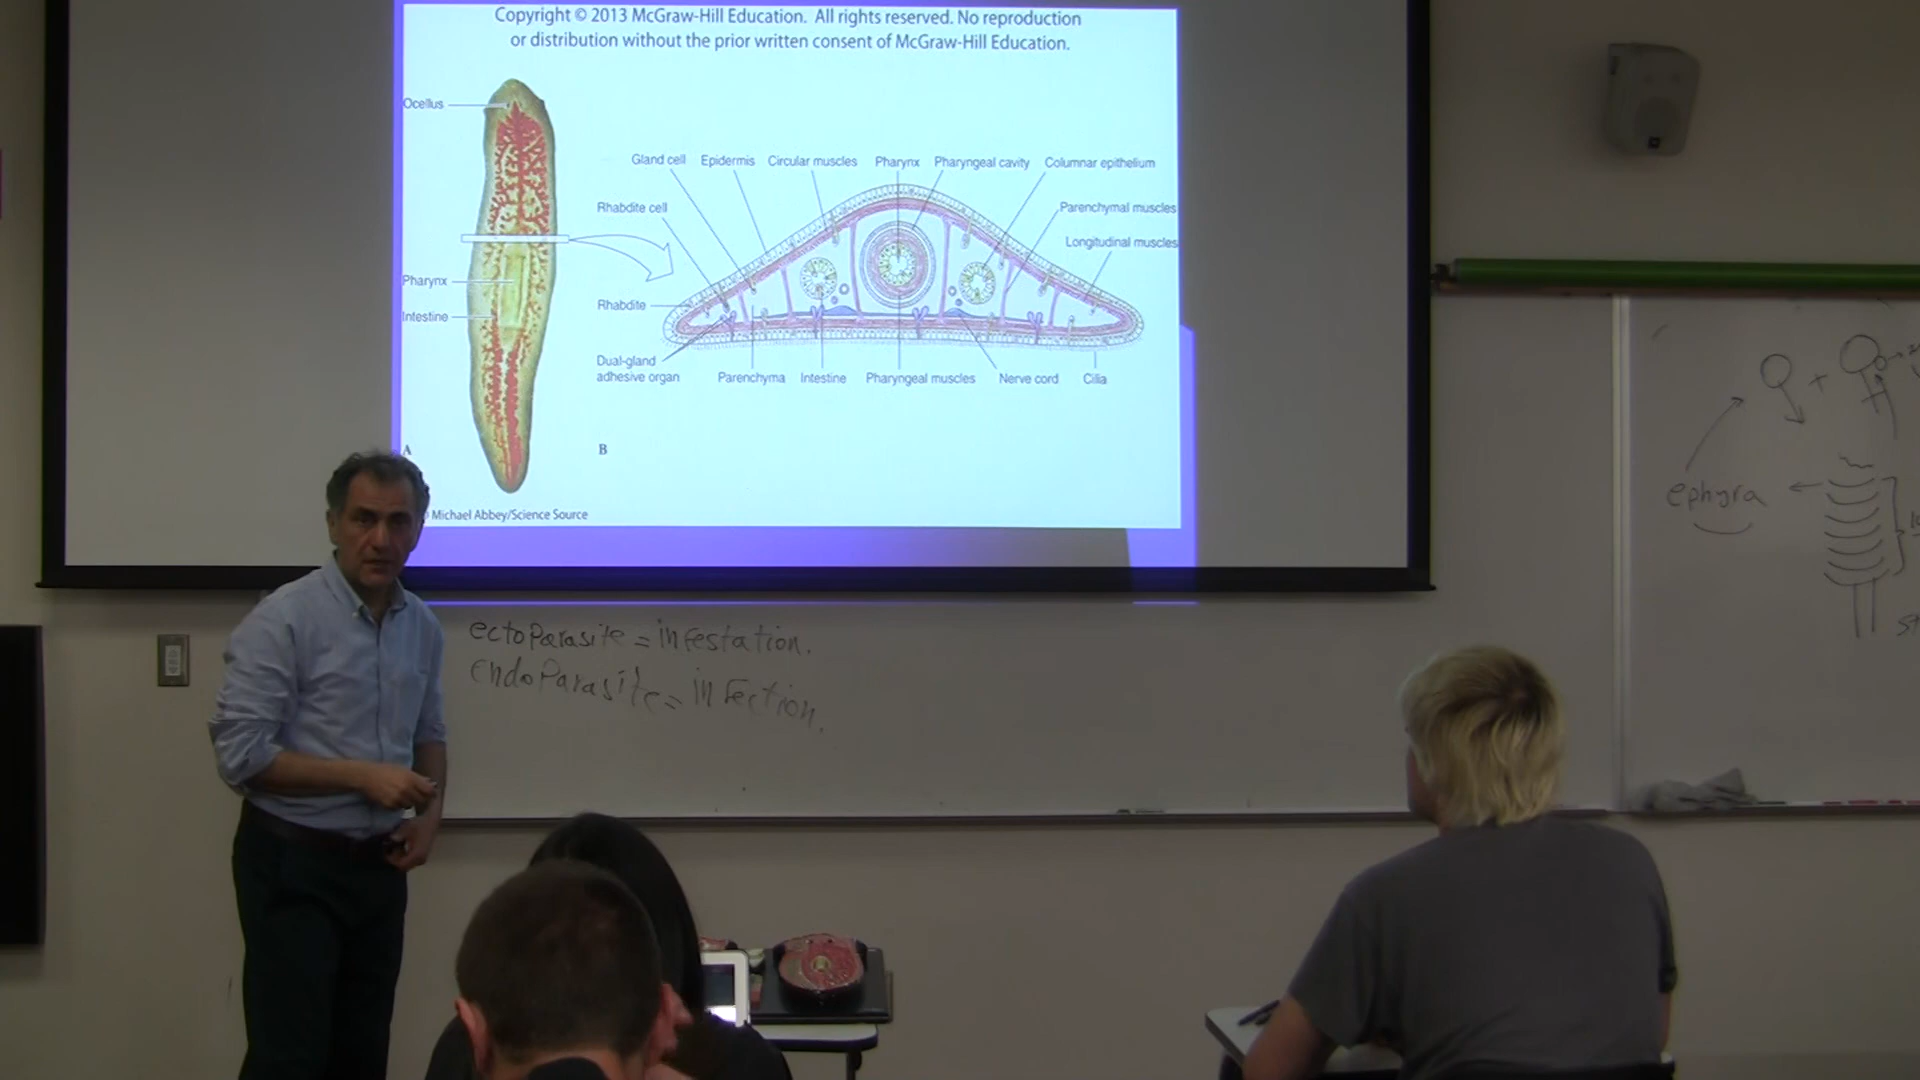 Copyright © 2013 McGraw-Hill Education. All rights reserved. No reproduction
or distribution without the prior written consent of McGraw-Hill Education.
Ocellus
Pharynx
Intestine
A
Gland cell Epidermis Circular muscles Pharynx Pharyngeal cavity Columnar epithelium
Rhabdite cell
Parenchymal muscles
Longitudinal muscles
Rhabdite
Dual-gland
adhesive organ
Parenchyma Intestine Pharyngeal muscles Nerve cord Cilia
B
Michael Abbey/Science Source
ectoParasite = infestation.
EndoParasite = infection.
ephyra